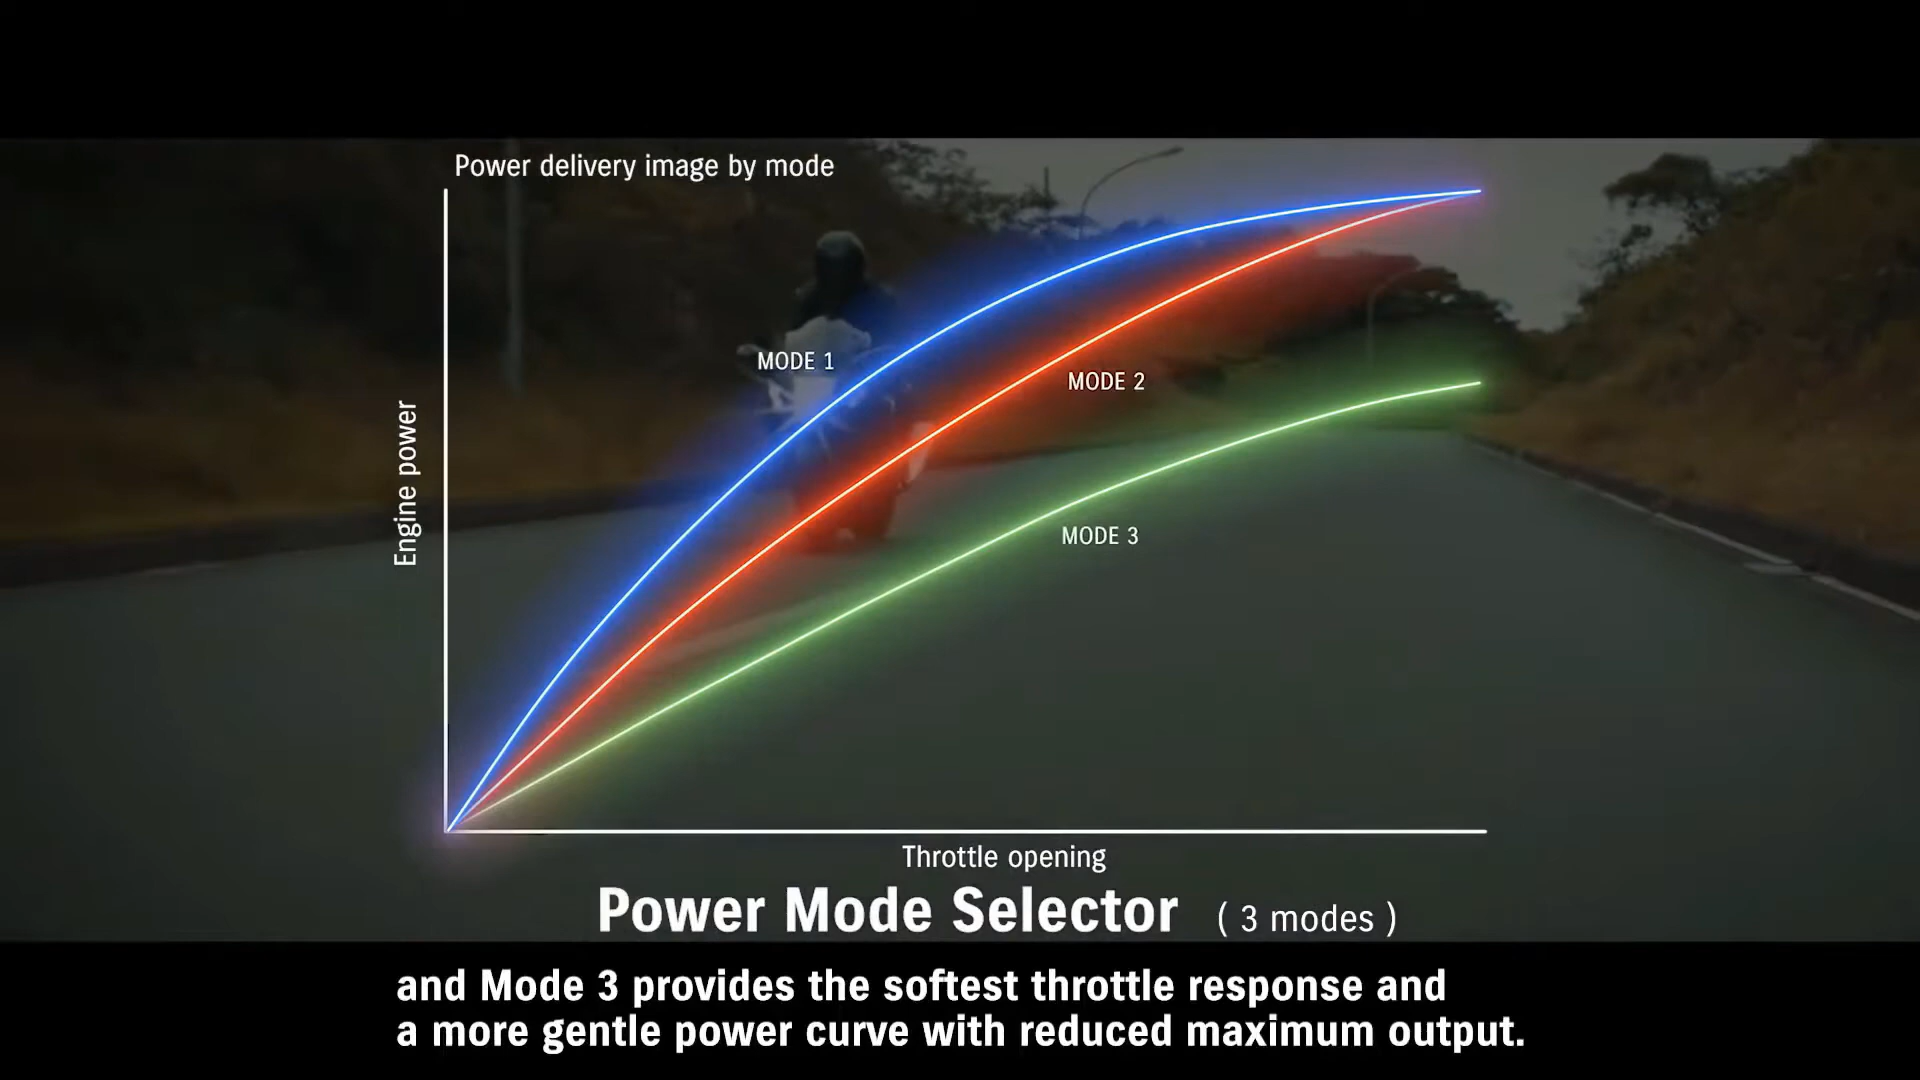 Power delivery image by mode
MODE 1
MODE 2
MODE 3
Engine power
Throttle opening
Power Mode Selector ( 3 modes )
and Mode 3 provides the softest throttle response and
a more gentle power curve with reduced maximum output.